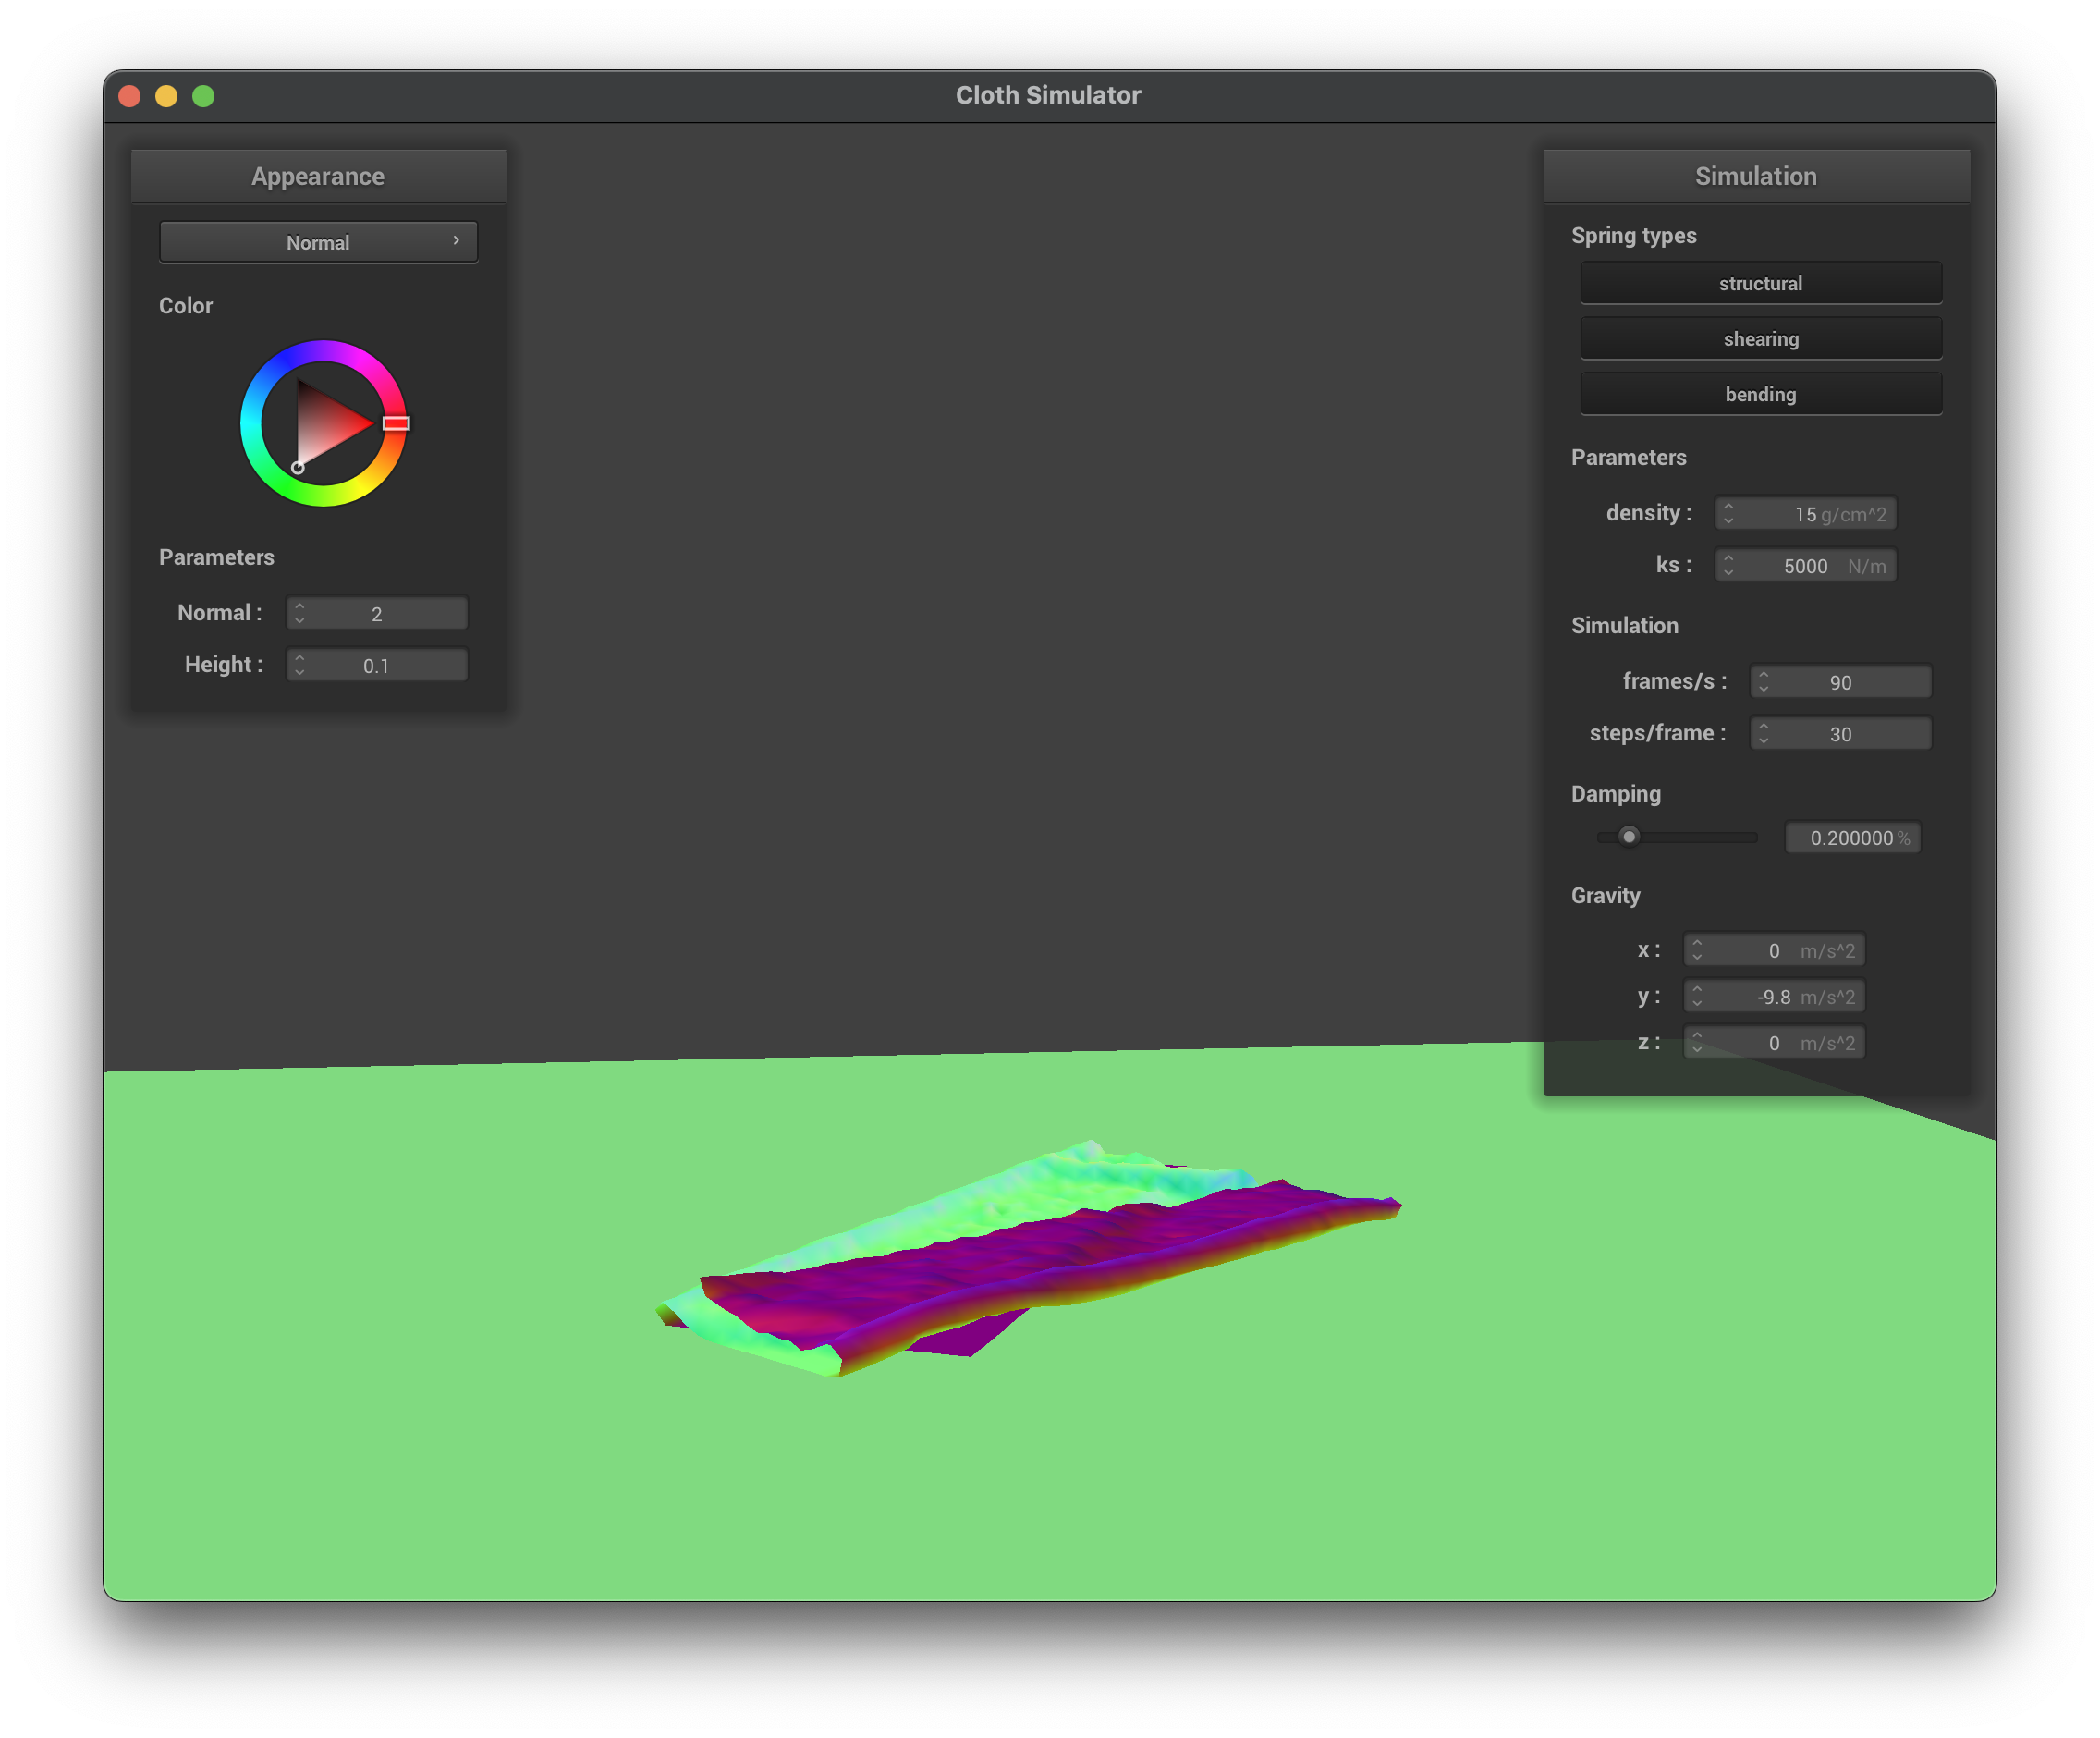 Cloth Simulator
Appearance
Normal
Color
Parameters
Normal : 2
Height : 0.1
Simulation
Spring types
structural
shearing
bending
Parameters
density : 15 g/cm^2
ks : 5000 N/m
Simulation
frames/s : 90
steps/frame : 30
Damping
0.200000 %
Gravity
x : 0 m/s^2
y : -9.8 m/s^2
z : 0 m/s^2